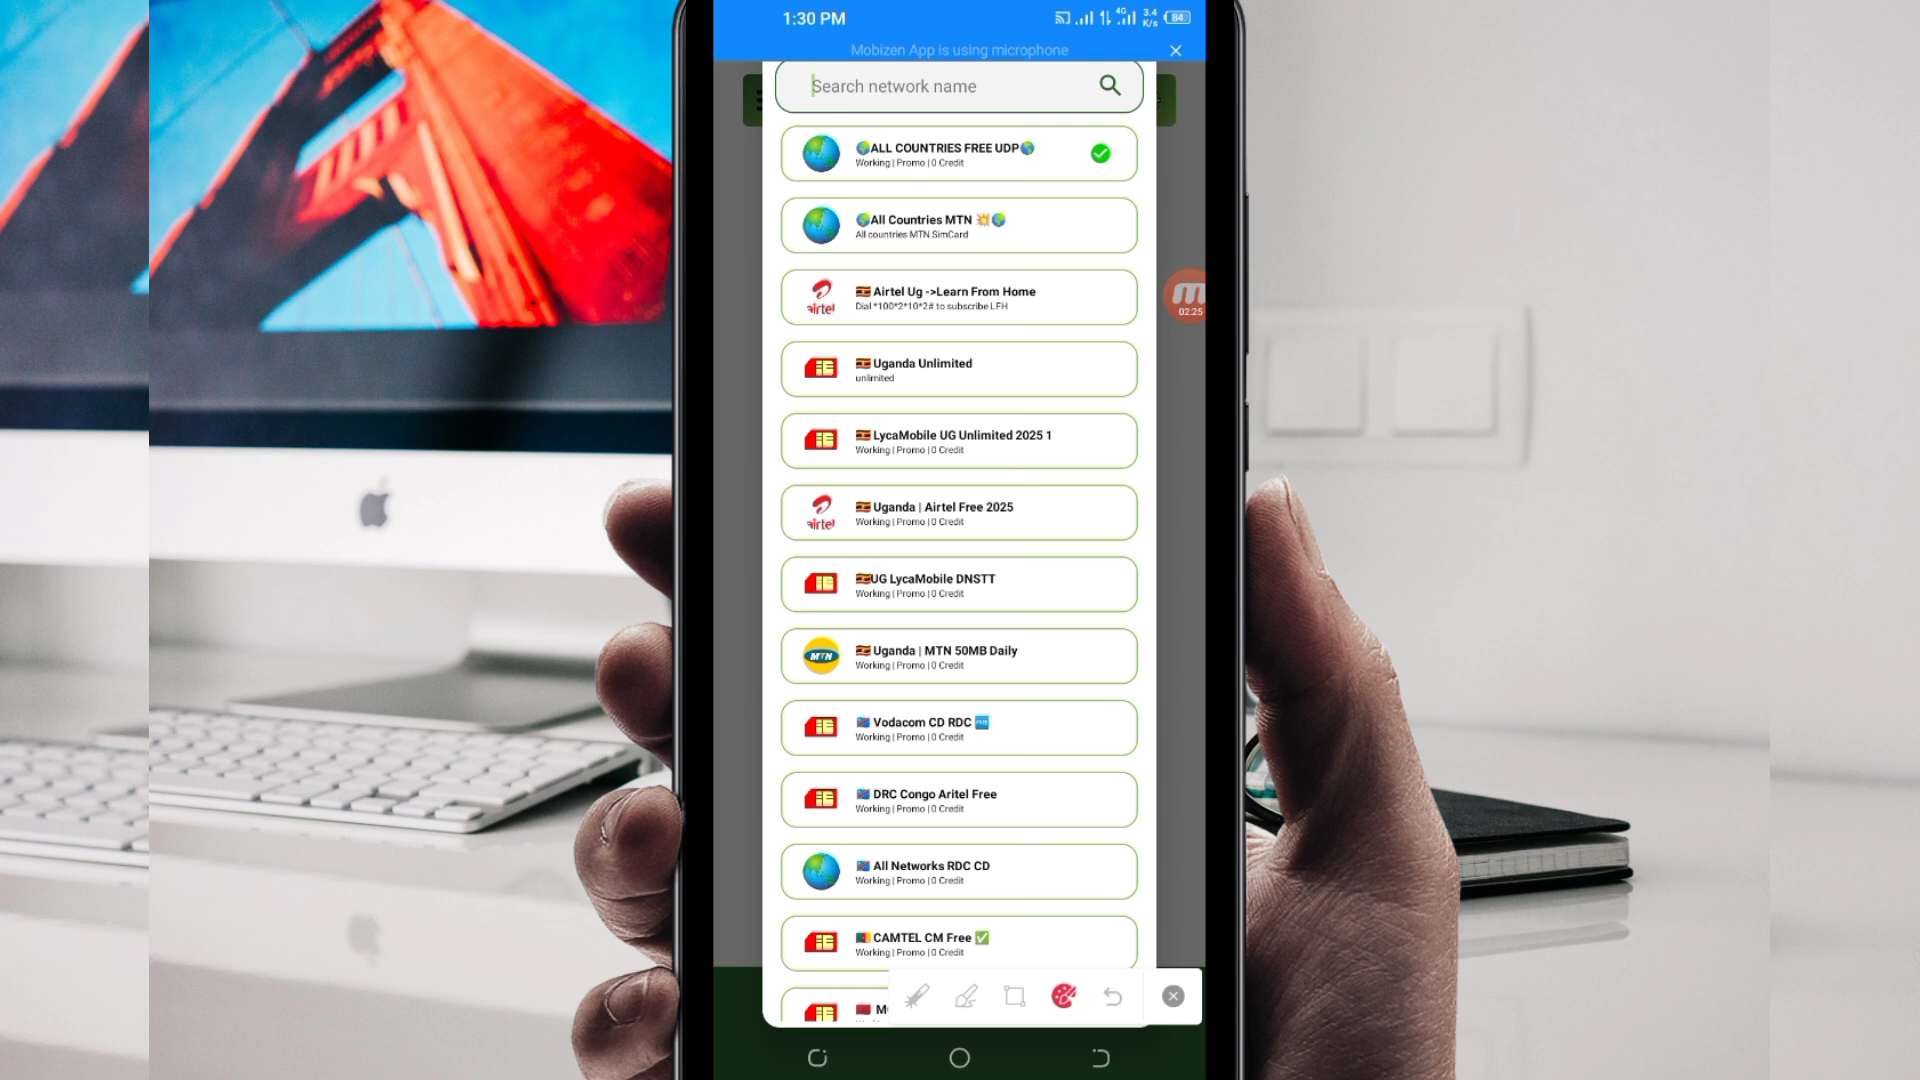 1:30 PM
4G
3.4
K/s
84
Mobizen App is using microphone
Search network name
ALL COUNTRIES FREE UDP
Working | Promo | 0 Credit
All Countries MTN
All countries MTN SimCard
airtel
Airtel Ug ->Learn From Home
Dial *100*2*10*2# to subscribe LFH
02:25
Uganda Unlimited
unlimited
LycaMobile UG Unlimited 2025 1
Working | Promo | 0 Credit
airtel
Uganda | Airtel Free 2025
Working | Promo | 0 Credit
UG LycaMobile DNSTT
Working | Promo | 0 Credit
MTN
Uganda | MTN 50MB Daily
Working | Promo | 0 Credit
Vodacom CD RDC
Working | Promo | 0 Credit
DRC Congo Aritel Free
Working | Promo | 0 Credit
All Networks RDC CD
Working | Promo | 0 Credit
CAMTEL CM Free
Working | Promo | 0 Credit